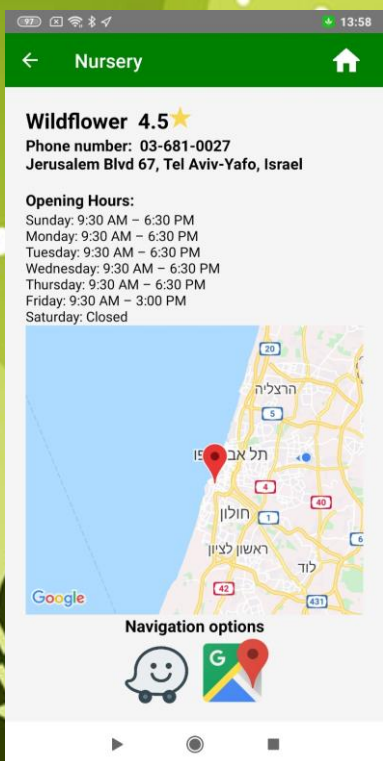 97
13:58
Nursery
Wildflower 4.5
Phone number: 03-681-0027
Jerusalem Blvd 67, Tel Aviv-Yafo, Israel
Opening Hours:
Sunday: 9:30 AM – 6:30 PM
Monday: 9:30 AM – 6:30 PM
Tuesday: 9:30 AM – 6:30 PM
Wednesday: 9:30 AM – 6:30 PM
Thursday: 9:30 AM – 6:30 PM
Friday: 9:30 AM – 3:00 PM
Saturday: Closed
20
הרצליה
5
תל אב פו
4
40
חולון
1
6
ראשון לציון
לוד
42
431
Google
Navigation options
G